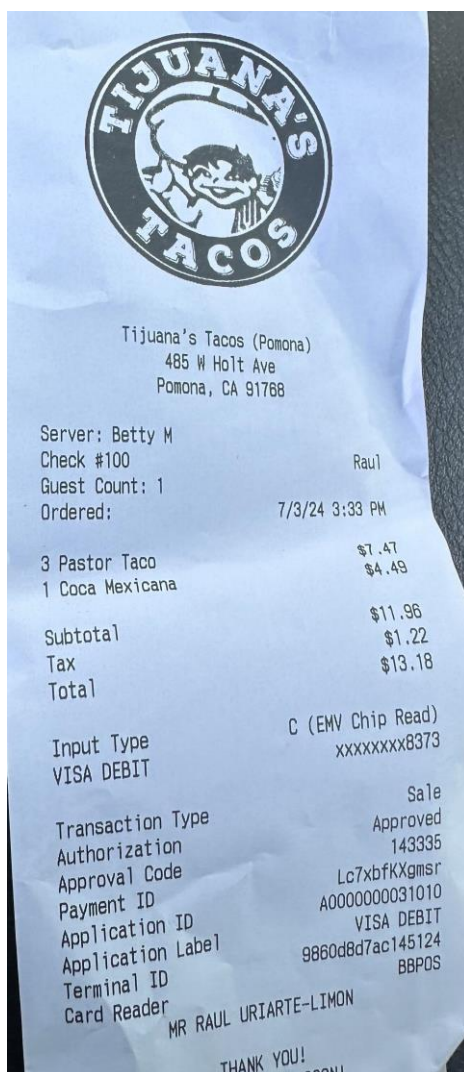 TIJUANA'S
TACOS
Tijuana's Tacos (Pomona)
485 W Holt Ave
Pomona, CA 91768
Server: Betty M
Check #100 Raul
Guest Count: 1
Ordered: 7/3/24 3:33 PM
3 Pastor Taco $7.47
1 Coca Mexicana $4.49
Subtotal $11.96
Tax $1.22
Total $13.18
Input Type C (EMV Chip Read)
VISA DEBIT xxxxxxxx8373
Transaction Type Sale
Authorization Approved
Approval Code 143335
Payment ID Lc7xbfKXgmsr
Application ID A0000000031010
Application Label VISA DEBIT
Terminal ID 9860d8d7ac145124
Card Reader BBPOS
MR RAUL URIARTE-LIMON
THANK YOU!